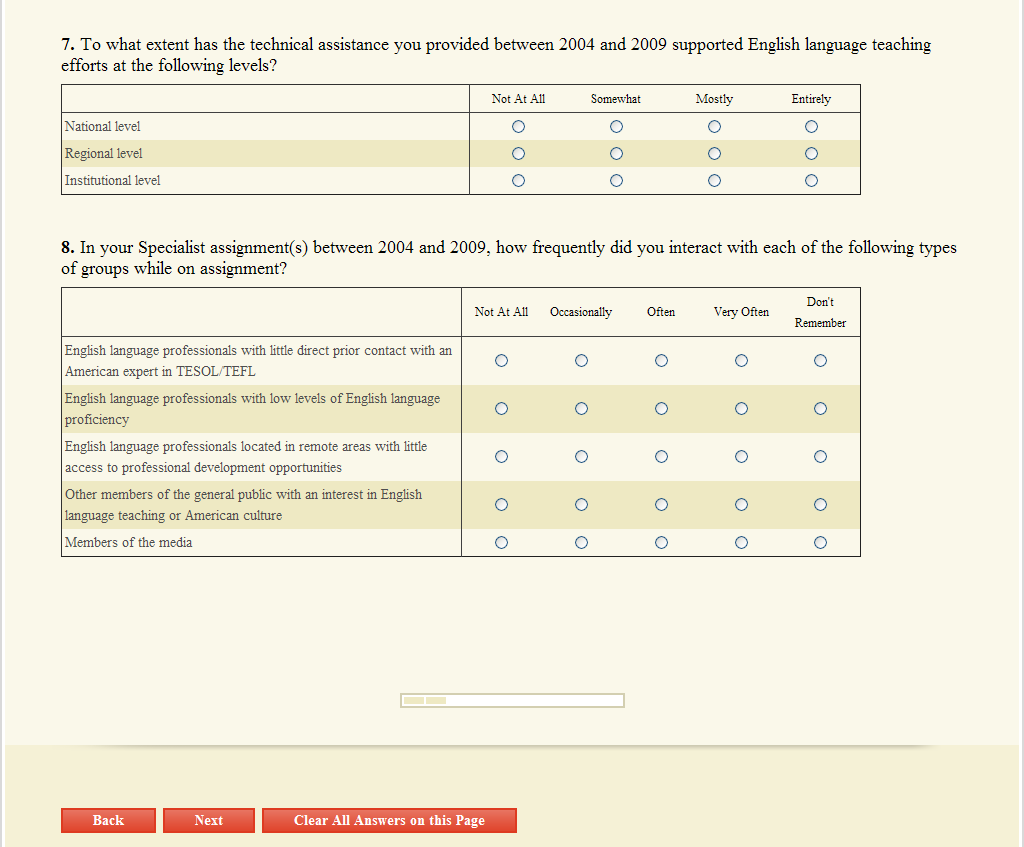 7. To what extent has the technical assistance you provided between 2004 and 2009 supported English language teaching
efforts at the following levels?
Not At All Somewhat Mostly Entirely
National level
Regional level
Institutional level
8. In your Specialist assignment(s) between 2004 and 2009, how frequently did you interact with each of the following types
of groups while on assignment?
Not At All Occasionally Often Very Often Don't
Remember
English language professionals with little direct prior contact with an
American expert in TESOL/TEFL
English language professionals with low levels of English language
proficiency
English language professionals located in remote areas with little
access to professional development opportunities
Other members of the general public with an interest in English
language teaching or American culture
Members of the media
Back Next Clear All Answers on this Page